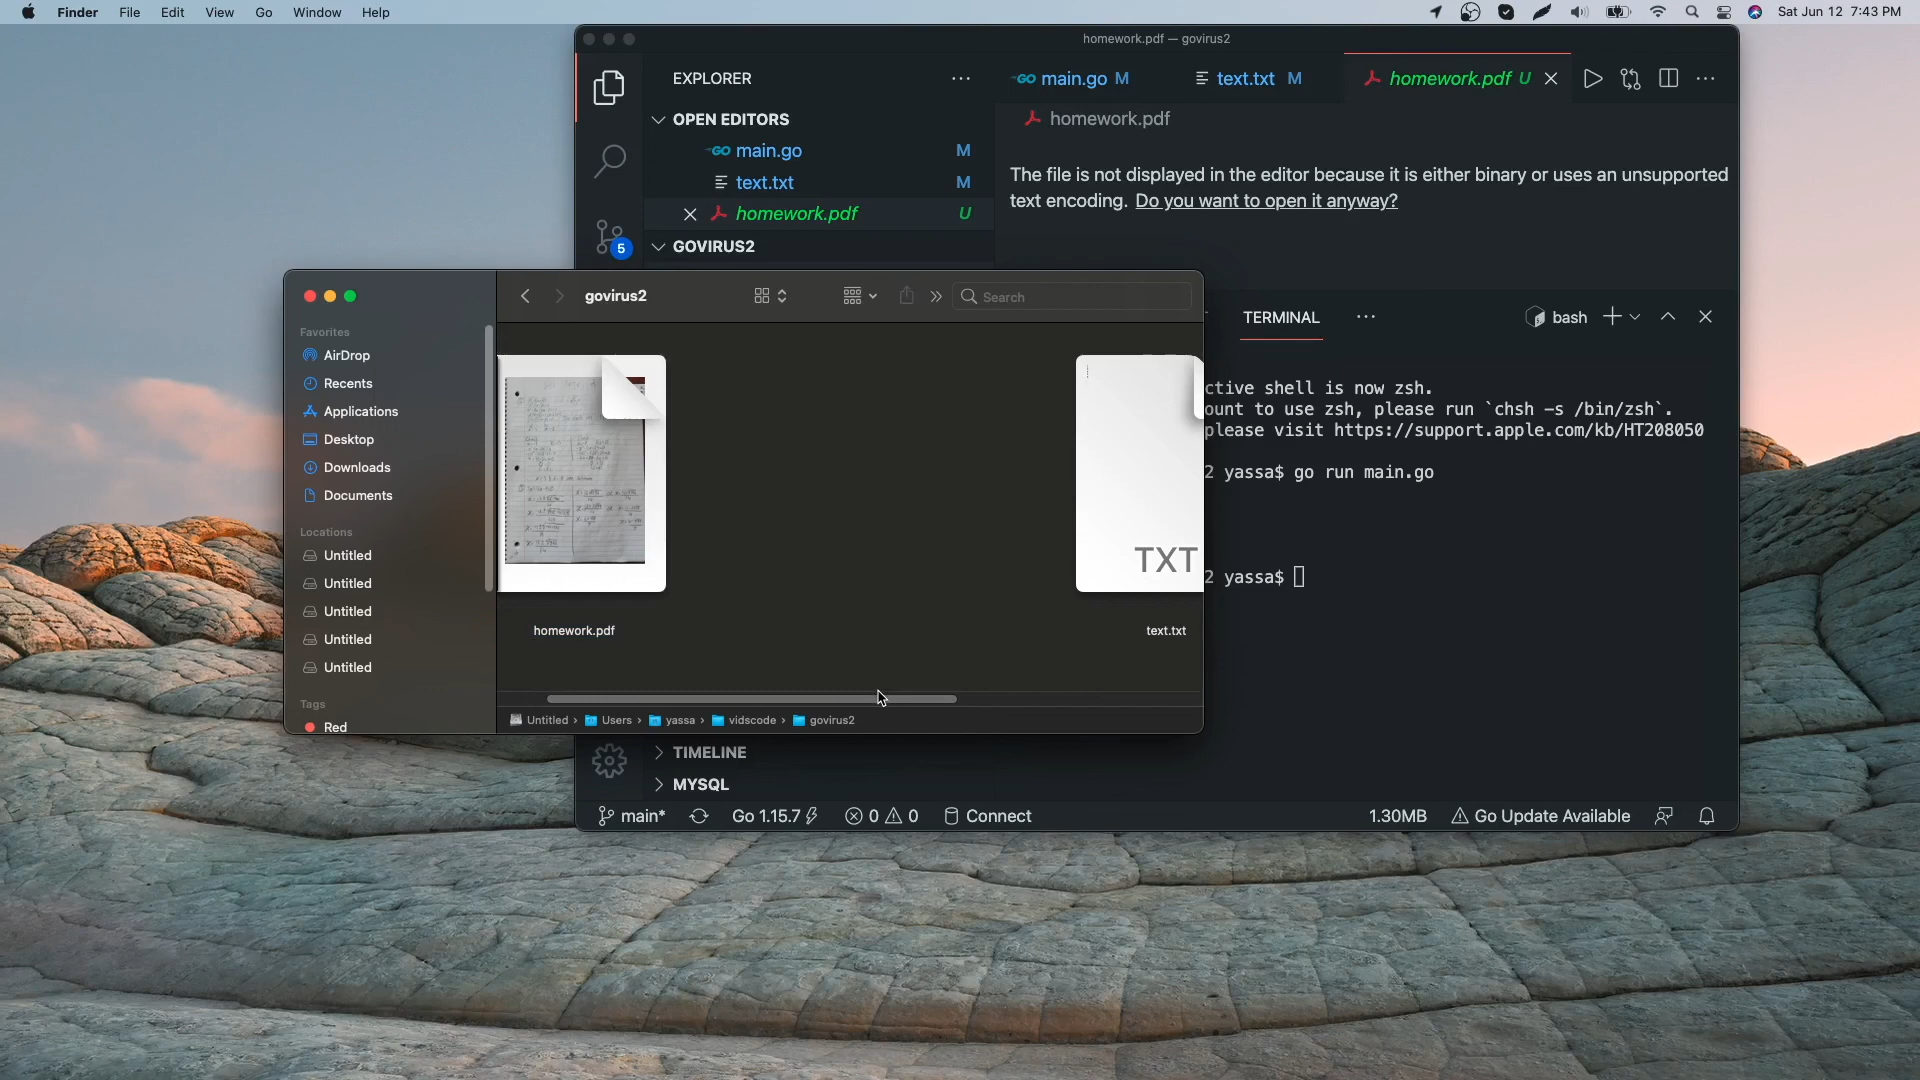 Finder File Edit View Go Window Help
Sat Jun 12 7:43 PM
homework.pdf — govirus2
EXPLORER
main.go M
text.txt M
homework.pdf U
OPEN EDITORS
homework.pdf
main.go M
The file is not displayed in the editor because it is either binary or uses an unsupported
text encoding. Do you want to open it anyway?
text.txt M
homework.pdf U
5
GOVIRUS2
govirus2
Search
TERMINAL
bash
Favorites
AirDrop
Recents
Applications
Desktop
Downloads
Documents
Locations
Untitled
Untitled
Untitled
Untitled
Untitled
Tags
Red
TXT
homework.pdf
text.txt
Untitled › Users › yassa › vidscode › govirus2
ctive shell is now zsh.
ount to use zsh, please run `chsh -s /bin/zsh`.
please visit https://support.apple.com/kb/HT208050
2 yassa$ go run main.go
2 yassa$
TIMELINE
MYSQL
main*
Go 1.15.7
0
0
Connect
1.30MB
Go Update Available